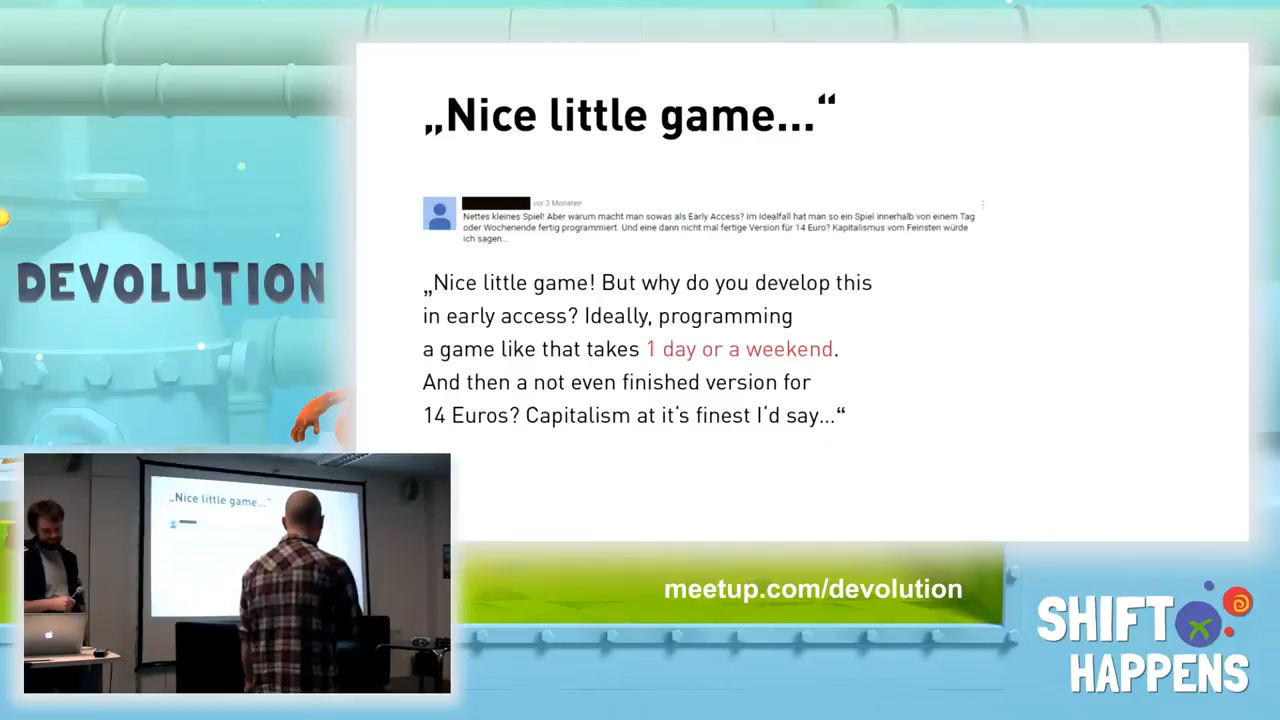 „Nice little game...“
vor 3 Monaten
Nettes kleines Spiel! Aber warum macht man sowas als Early Access? Im Idealfall hat man so ein Spiel innerhalb von einem Tag
oder Wochenende fertig programmiert. Und eine dann nicht mal fertige Version für 14 Euro? Kapitalismus vom Feinsten würde
ich sagen...
„Nice little game! But why do you develop this
in early access? Ideally, programming
a game like that takes 1 day or a weekend.
And then a not even finished version for
14 Euros? Capitalism at it‘s finest I‘d say...“
DEVOLUTION
„Nice little game...“
meetup.com/devolution
SHIFT
HAPPENS